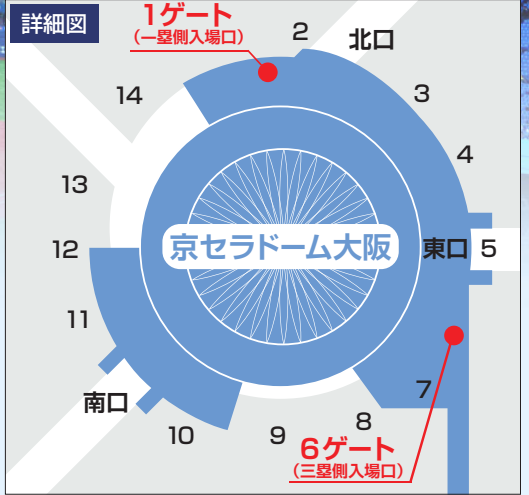 詳細図
1ゲート
(一塁側入場口)
2
北口
3
14
4
13
京セラドーム大阪
12
東口
5
11
7
南口
8
10
9
6ゲート
(三塁側入場口)